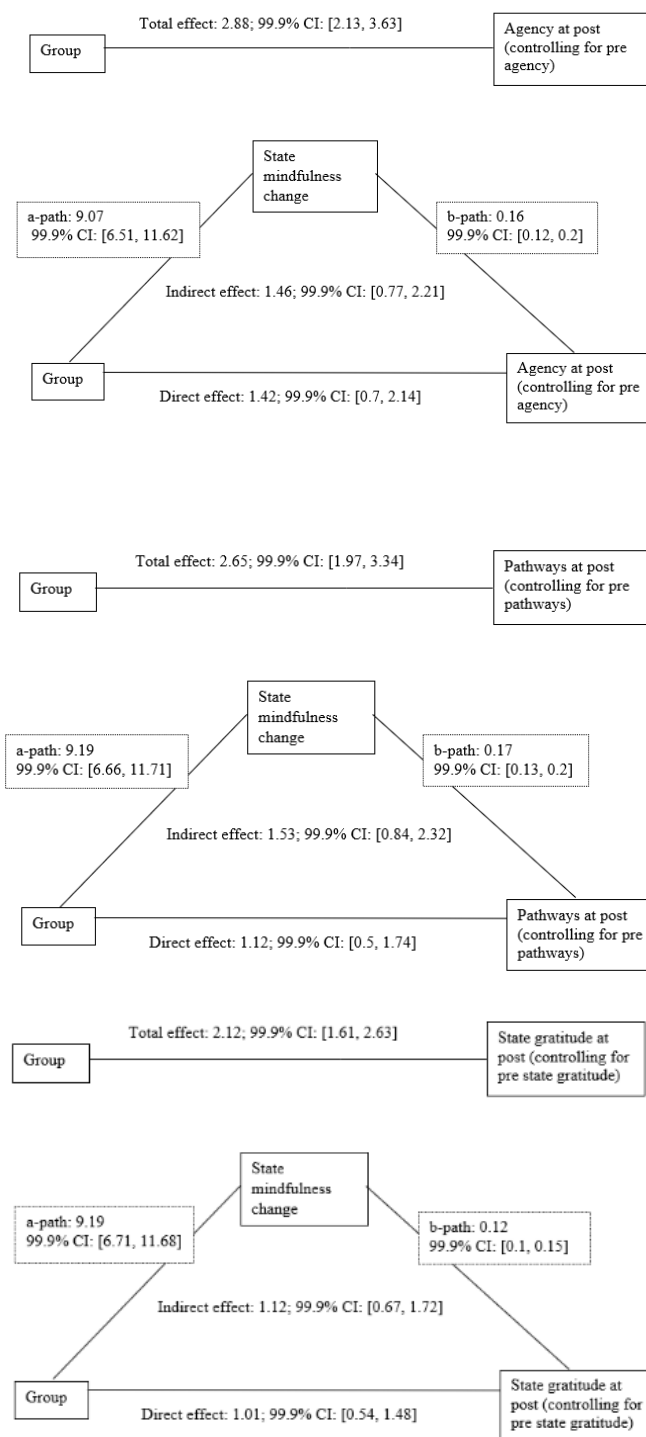 Total effect: 2.88; 99.9% CI: [2.13, 3.63]
Group
Agency at post
(controlling for pre
agency)
State
mindfulness
change
a-path: 9.07
99.9% CI: [6.51, 11.62]
b-path: 0.16
99.9% CI: [0.12, 0.2]
Indirect effect: 1.46; 99.9% CI: [0.77, 2.21]
Group
Agency at post
(controlling for pre
agency)
Direct effect: 1.42; 99.9% CI: [0.7, 2.14]
Total effect: 2.65; 99.9% CI: [1.97, 3.34]
Group
Pathways at post
(controlling for pre
pathways)
State
mindfulness
change
a-path: 9.19
99.9% CI: [6.66, 11.71]
b-path: 0.17
99.9% CI: [0.13, 0.2]
Indirect effect: 1.53; 99.9% CI: [0.84, 2.32]
Group
Pathways at post
(controlling for pre
pathways)
Direct effect: 1.12; 99.9% CI: [0.5, 1.74]
Total effect: 2.12; 99.9% CI: [1.61, 2.63]
Group
State gratitude at
post (controlling for
pre state gratitude)
State
mindfulness
change
a-path: 9.19
99.9% CI: [6.71, 11.68]
b-path: 0.12
99.9% CI: [0.1, 0.15]
Indirect effect: 1.12; 99.9% CI: [0.67, 1.72]
Group
State gratitude at
post (controlling for
pre state gratitude)
Direct effect: 1.01; 99.9% CI: [0.54, 1.48]